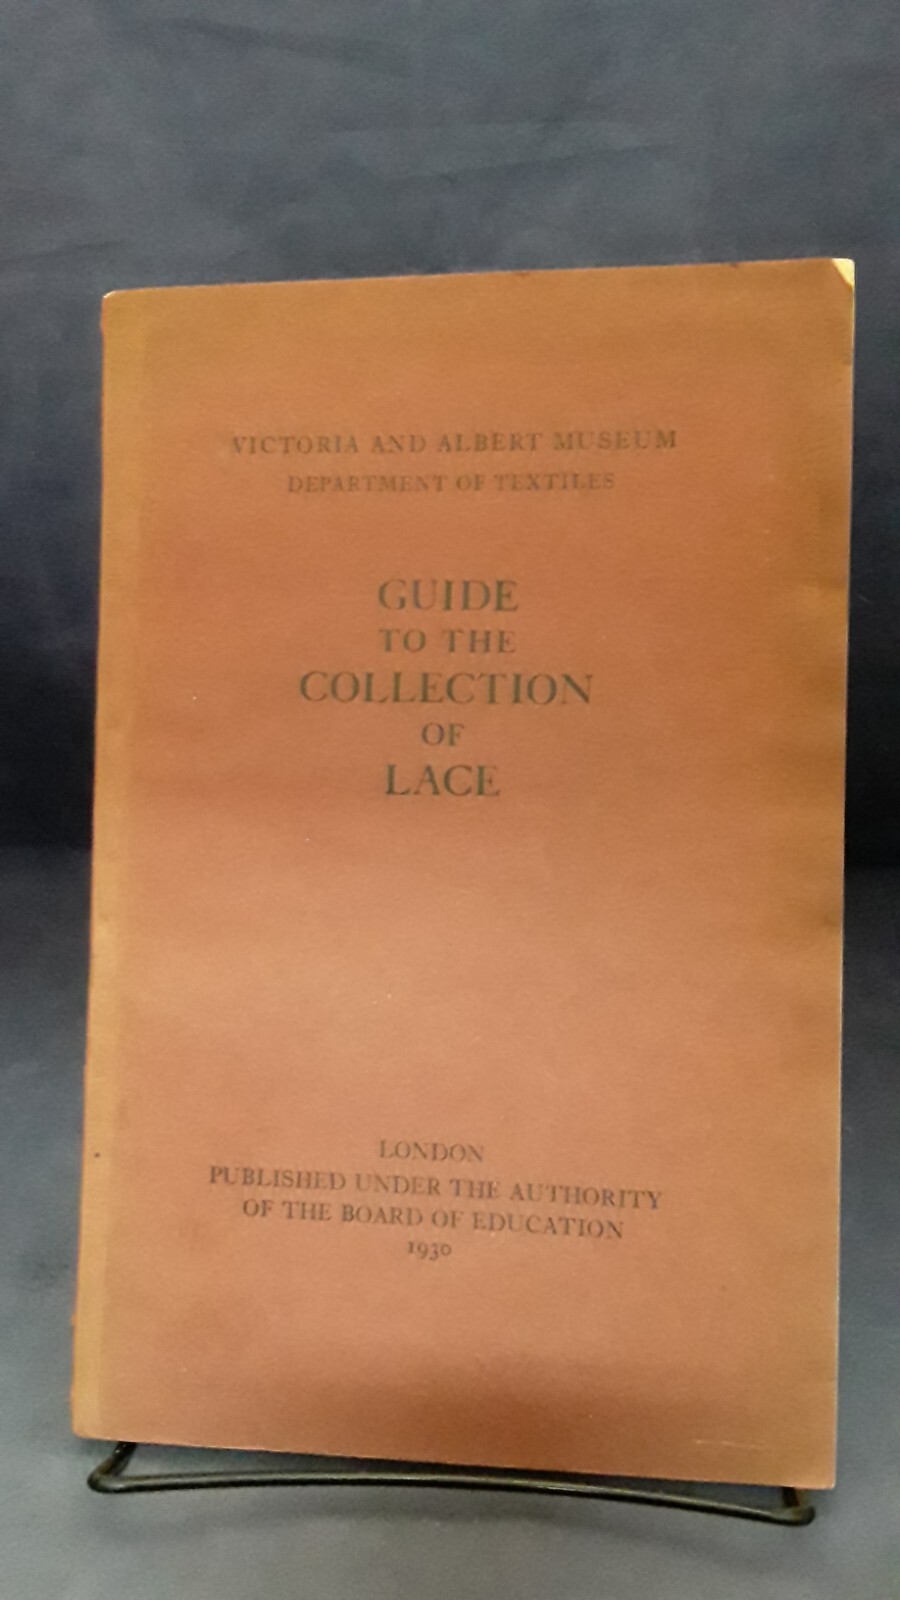 VICTORIA AND ALBERT MUSEUM
DEPARTMENT OF TEXTILES
GUIDE
TO THE
COLLECTION
OF
LACE
LONDON
PUBLISHED UNDER THE AUTHORITY
OF THE BOARD OF EDUCATION
1930